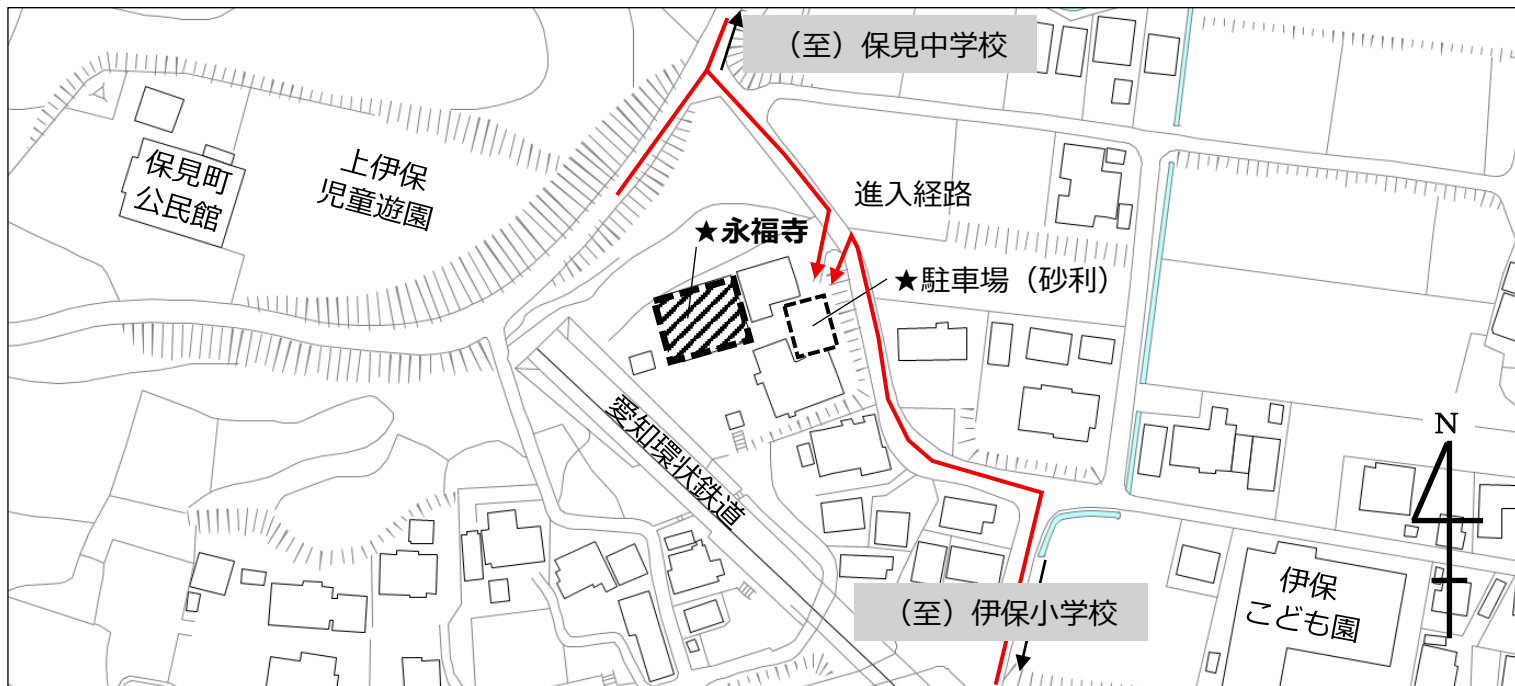 （至）保見中学校
保見町
公民館
上伊保
児童遊園
進入経路
★永福寺
★駐車場（砂利）
愛知環状鉄道
N
（至）伊保小学校
伊保
こども園